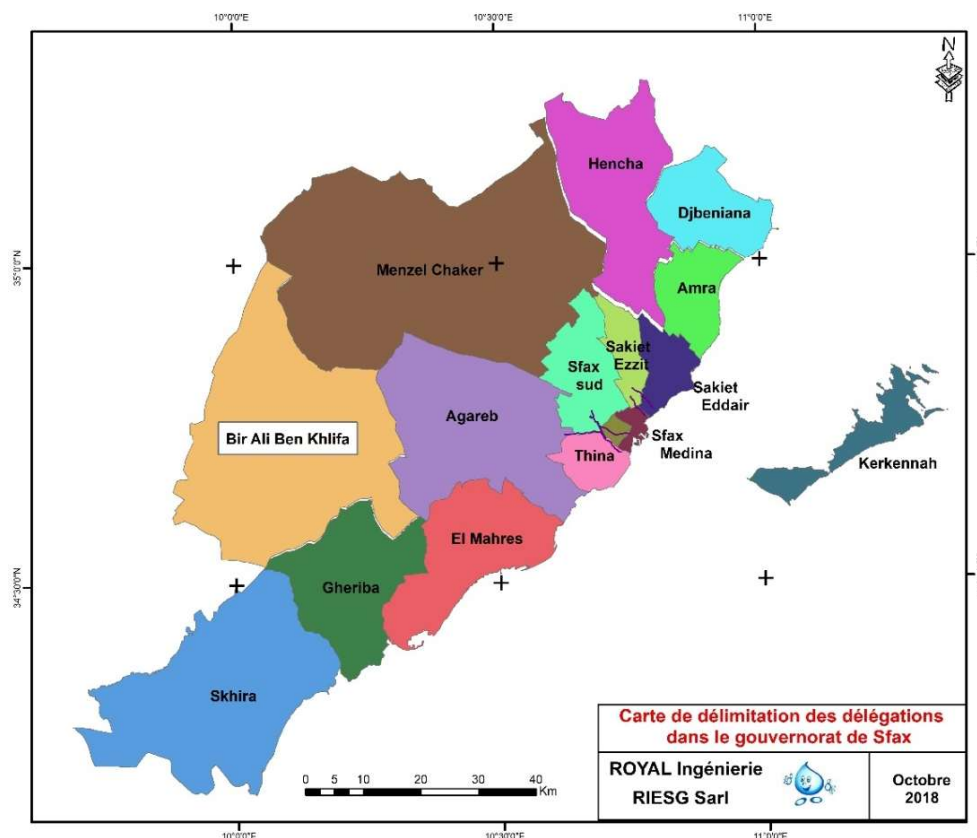 10°0'0"E
10°30'0"E
11°0'0"E
N
Hencha
Djbeniana
35°0'0"N
Menzel Chaker
Amra
Sakiet
Ezzit
Sfax
sud
Sakiet
Eddair
Agareb
Bir Ali Ben Khlifa
Sfax
Medina
Thina
Kerkennah
El Mahres
34°30'0"N
Gheriba
Skhira
Carte de délimitation des délégations
dans le gouvernorat de Sfax
ROYAL Ingénierie
RIESG Sarl
Octobre
2018
0 5 10 20 30 40
Km
10°0'0"E
10°30'0"E
11°0'0"E